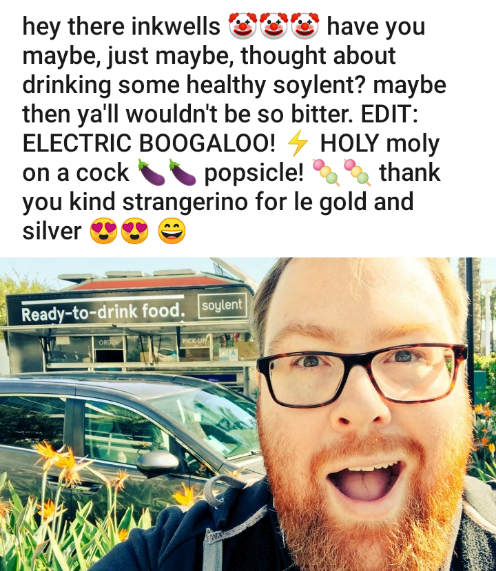 hey there inkwells 🤡🤡🤡 have you
maybe, just maybe, thought about
drinking some healthy soylent? maybe
then ya'll wouldn't be so bitter. EDIT:
ELECTRIC BOOGALOO! ⚡ HOLY moly
on a cock 🍆🍆 popsicle! 🍡🍡 thank
you kind strangerino for le gold and
silver 😍😍 😄
Ready-to-drink food. soylent
ORDER PICK-UP